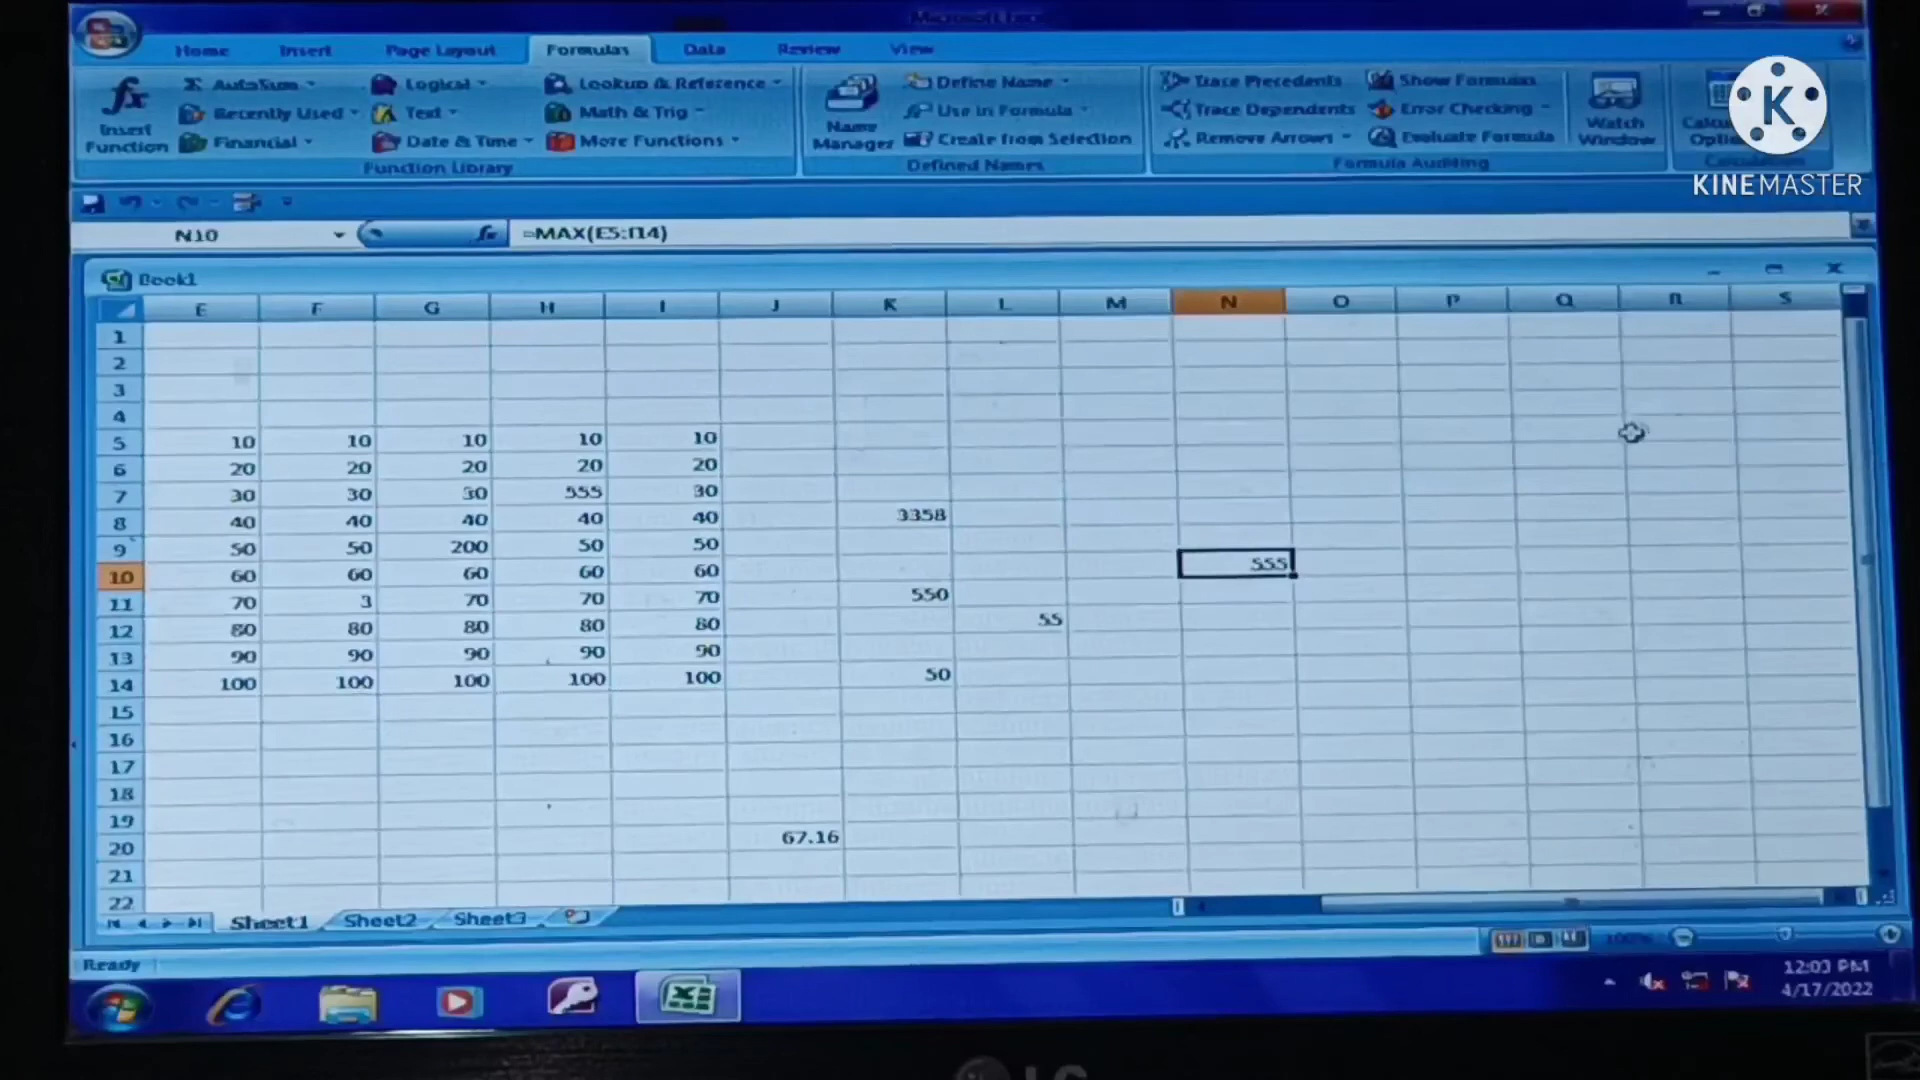 Home Insert Page Layout Formulas Data Review View
AutoSum Logical Lookup & Reference Define Name Trace Precedents Show Formulas
Recently Used Text Math & Trig Use in Formula Trace Dependents Error Checking
Insert Function Financial Date & Time More Functions Name Manager Create from Selection Remove Arrows Evaluate Formula Watch Window
Function Library Defined Names Formula Auditing
K
KINEMASTER
N10 fx =MAX(E5:I14)
Book1
E F G H I J K L M N O P Q R S
1
2
3
4
5 10 10 10 10 10
6 20 20 20 20 20
7 30 30 30 555 30
8 40 40 40 40 40 3358
9 50 50 200 50 50
10 60 60 60 60 60 555
11 70 3 70 70 70 550
12 80 80 80 80 80 55
13 90 90 90 90 90
14 100 100 100 100 100 50
15
16
17
18
19
20 67.16
21
22
Sheet1 Sheet2 Sheet3
100%
Ready
12:03 PM
4/17/2022